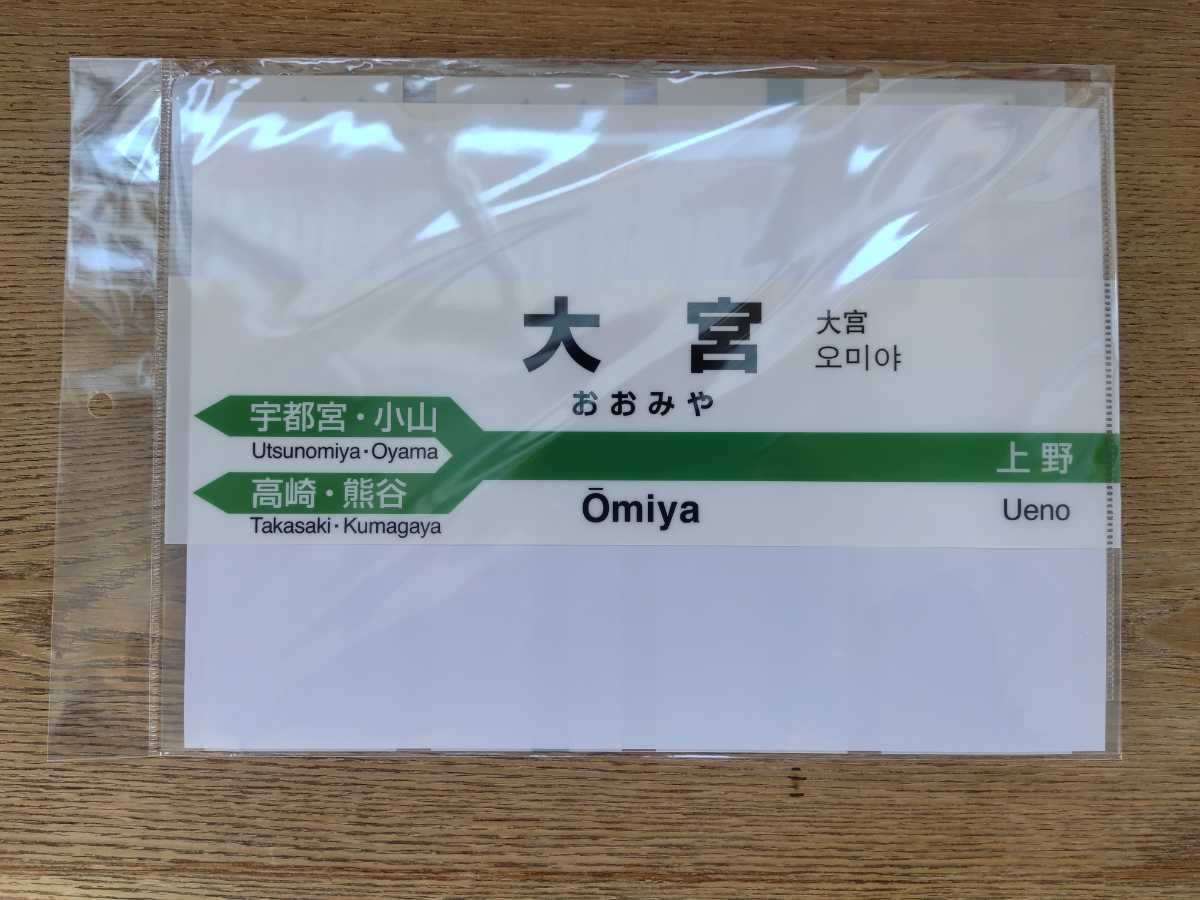 大宮
大宮
오미야
おおみや
宇都宮・小山
Utsunomiya・Oyama
上野
高崎・熊谷
Takasaki・Kumagaya
Ōmiya
Ueno